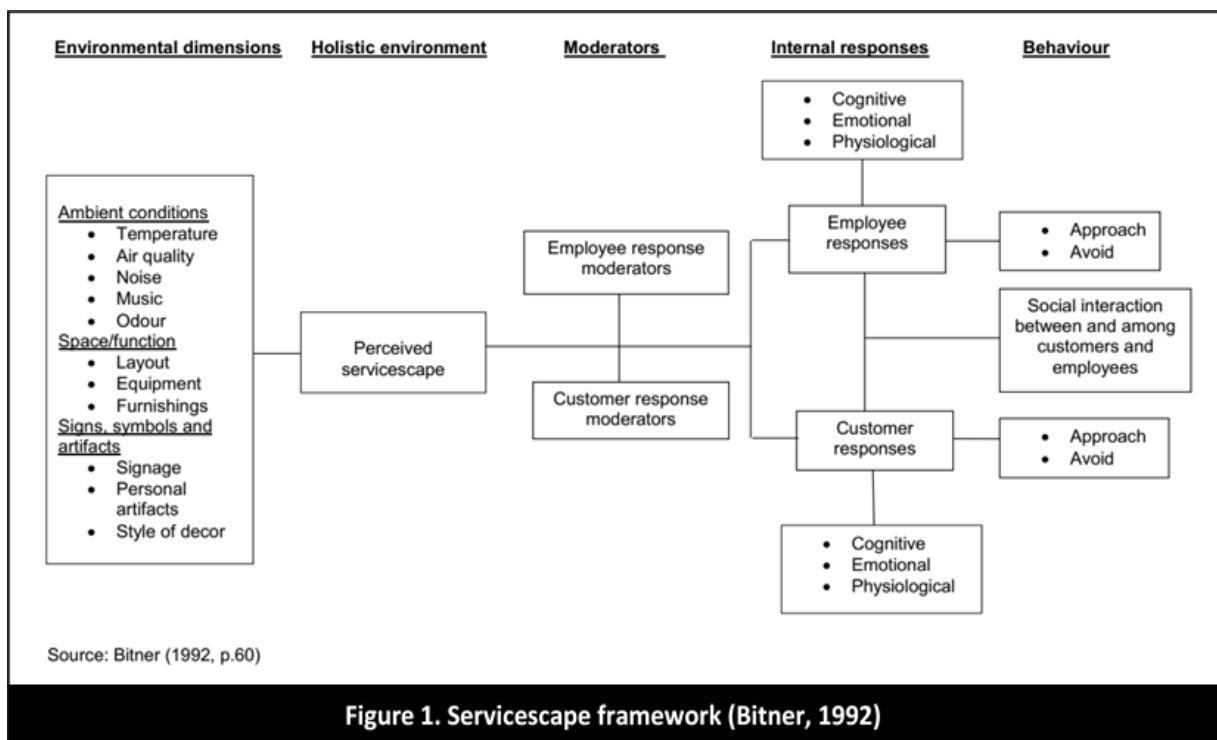 Environmental dimensions
Holistic environment
Moderators
Internal responses
Behaviour
Ambient conditions
• Temperature
• Air quality
• Noise
• Music
• Odour
Space/function
• Layout
• Equipment
• Furnishings
Signs, symbols and
artifacts
• Signage
• Personal
artifacts
• Style of decor
Perceived
servicescape
Employee response
moderators
Customer response
moderators
• Cognitive
• Emotional
• Physiological
Employee
responses
Customer
responses
• Cognitive
• Emotional
• Physiological
• Approach
• Avoid
Social interaction
between and among
customers and
employees
• Approach
• Avoid
Source: Bitner (1992, p.60)
Figure 1. Servicescape framework (Bitner, 1992)